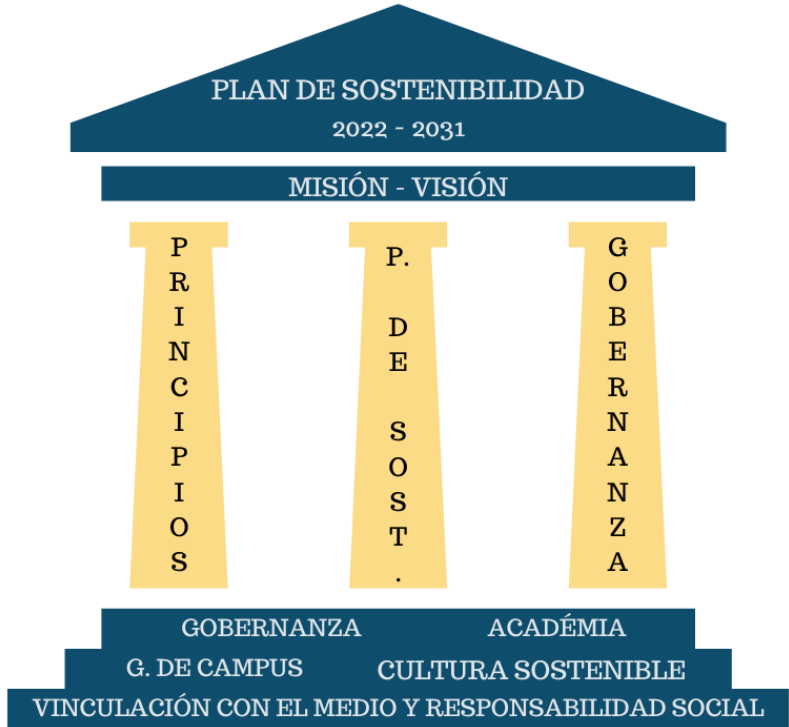 PLAN DE SOSTENIBILIDAD
2022 - 2031
MISIÓN - VISIÓN
PRINCIPIOS
P. DE SOST.
GOBERNANZA
GOBERNANZA ACADÉMIA
G. DE CAMPUS CULTURA SOSTENIBLE
VINCULACIÓN CON EL MEDIO Y RESPONSABILIDAD SOCIAL